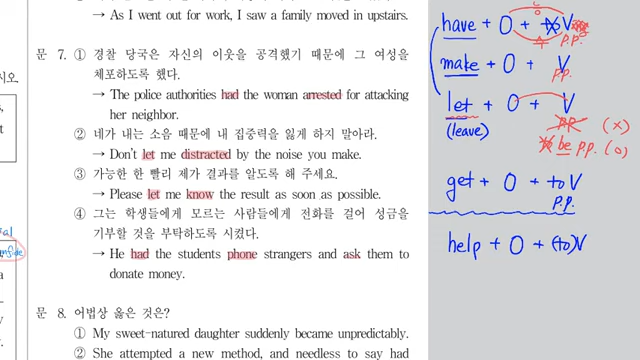 → As I went out for work, I saw a family moved in upstairs.
문 7. ① 경찰 당국은 자신의 이웃을 공격했기 때문에 그 여성을
체포하도록 했다.
→ The police authorities had the woman arrested for attacking
her neighbor.
② 네가 내는 소음 때문에 내 집중력을 잃게 하지 말아라.
→ Don't let me distracted by the noise you make.
③ 가능한 한 빨리 제가 결과를 알도록 해 주세요.
→ Please let me know the result as soon as possible.
④ 그는 학생들에게 모르는 사람들에게 전화를 걸어 성금을
기부할 것을 부탁하도록 시켰다.
→ He had the students phone strangers and ask them to
donate money.
문 8. 어법상 옳은 것은?
① My sweet-natured daughter suddenly became unpredictably.
② She attempted a new method, and needless to say had
시오.
have + O + V
p.p.
make + O + V
p.p.
let + O + V
(leave) p.p. (X)
be p.p. (O)
get + O + to V
p.p.
help + O + (to)V